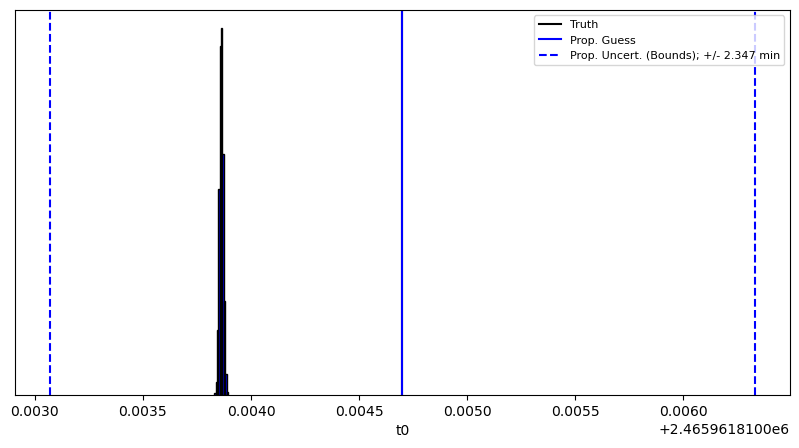 Truth
Prop. Guess
Prop. Uncert. (Bounds); +/- 2.347 min
0.0030 0.0035 0.0040 0.0045 0.0050 0.0055 0.0060
t0
+2.4659618100e6